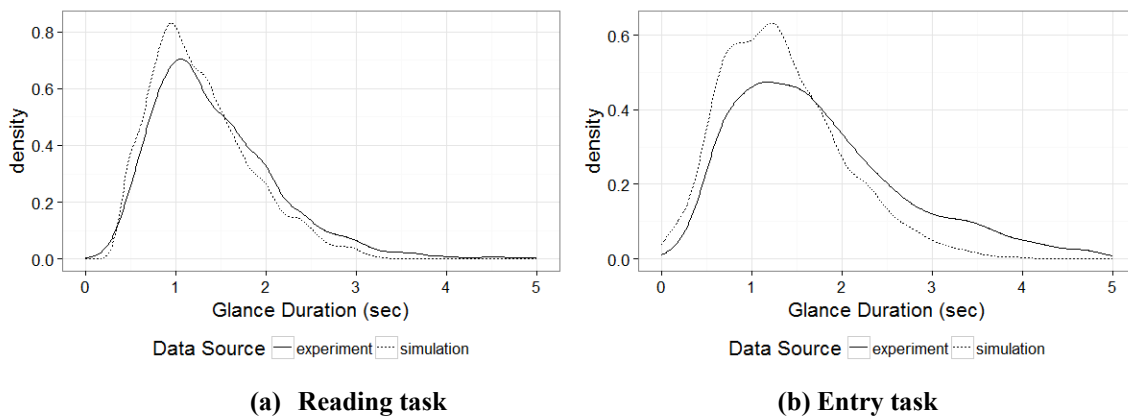 density
0.8
0.6
0.4
0.2
0.0
0 1 2 3 4 5
Glance Duration (sec)
Data Source experiment simulation
(a) Reading task
density
0.6
0.4
0.2
0.0
0 1 2 3 4 5
Glance Duration (sec)
Data Source experiment simulation
(b) Entry task